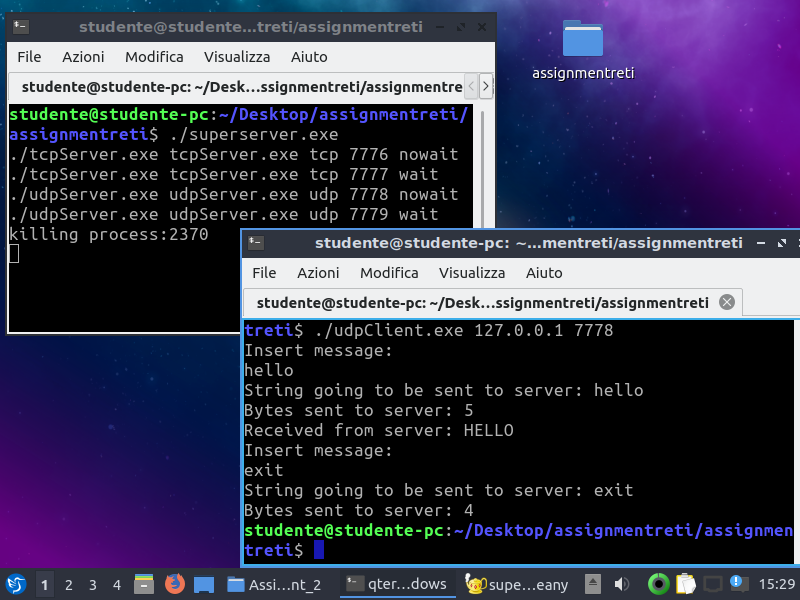 studente@studente...treti/assignmentreti
File Azioni Modifica Visualizza Aiuto
studente@studente-pc: ~/Desk...ssignmentreti/assignmentre
studente@studente-pc:~/Desktop/assignmentreti/
assignmentreti$ ./superserver.exe
./tcpServer.exe tcpServer.exe tcp 7776 nowait
./tcpServer.exe tcpServer.exe tcp 7777 wait
./udpServer.exe udpServer.exe udp 7778 nowait
./udpServer.exe udpServer.exe udp 7779 wait
killing process:2370
assignmentreti
studente@studente-pc: ~...mentreti/assignmentreti
File Azioni Modifica Visualizza Aiuto
studente@studente-pc: ~/Desk...ssignmentreti/assignmentreti
treti$ ./udpClient.exe 127.0.0.1 7778
Insert message:
hello
String going to be sent to server: hello
Bytes sent to server: 5
Received from server: HELLO
Insert message:
exit
String going to be sent to server: exit
Bytes sent to server: 4
studente@studente-pc:~/Desktop/assignmentreti/assignmen
treti$
1 2 3 4 Assi...nt_2 qter...dows supe...eany 15:29